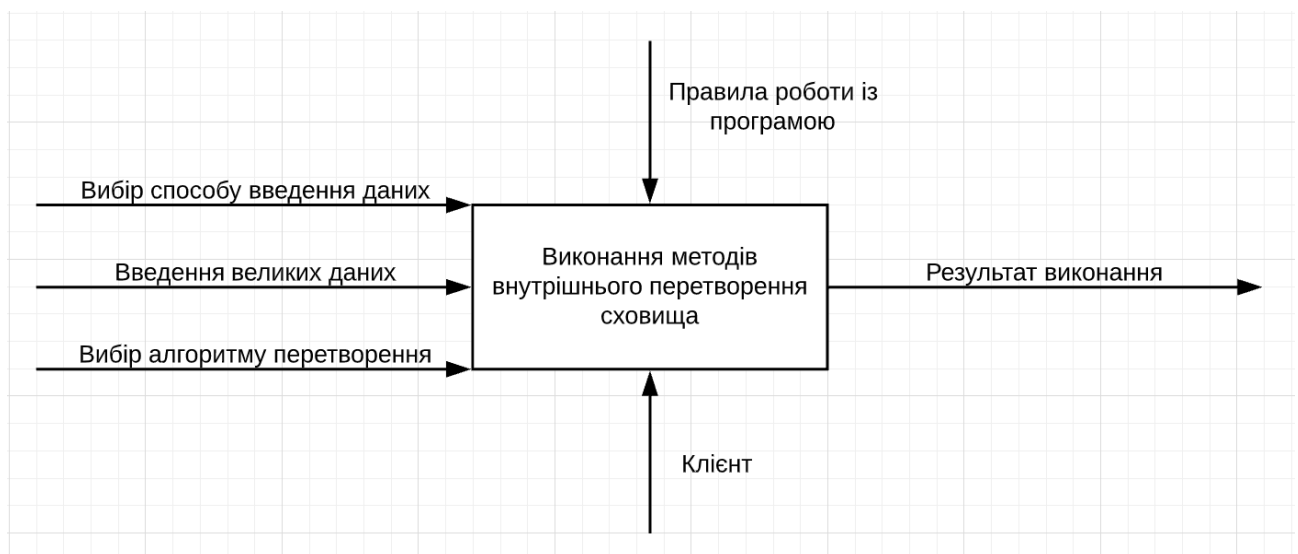 Правила роботи із
програмою
Вибір способу введення даних
Введення великих даних
Вибір алгоритму перетворення
Виконання методів
внутрішнього перетворення
сховища
Результат виконання
Клієнт